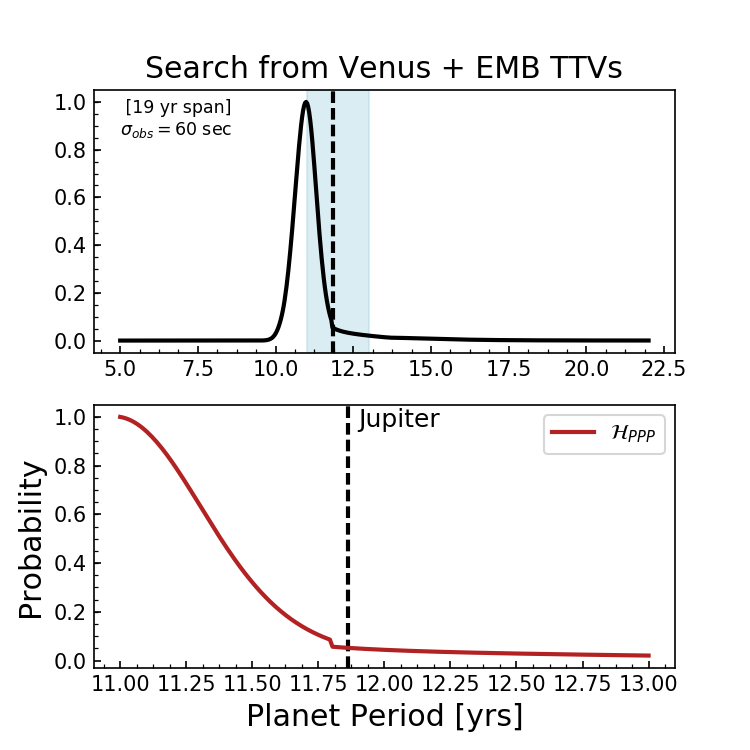 Search from Venus + EMB TTVs
[19 yr span]
σ_obs = 60 sec
1.0
0.8
0.6
0.4
0.2
0.0
5.0 7.5 10.0 12.5 15.0 17.5 20.0 22.5
Jupiter
ℋ_PPP
1.0
0.8
0.6
0.4
0.2
0.0
Probability
11.00 11.25 11.50 11.75 12.00 12.25 12.50 12.75 13.00
Planet Period [yrs]